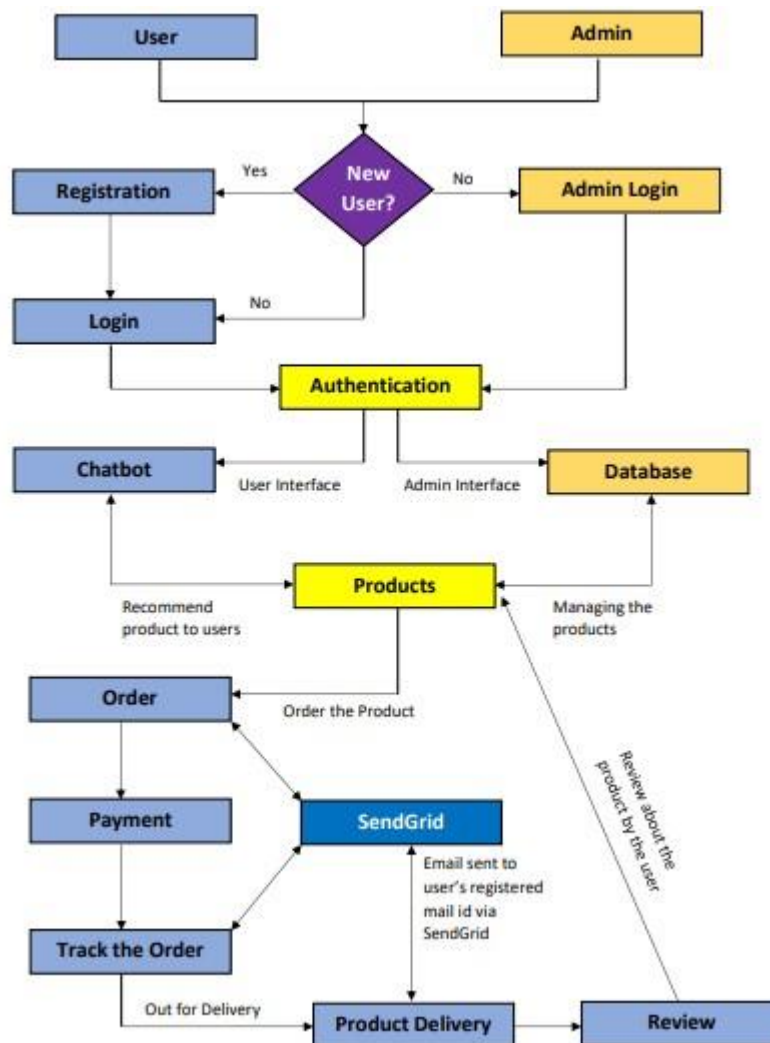 User
Admin
New
User?
Yes
No
Registration
Admin Login
No
Login
Authentication
Chatbot
User Interface
Admin Interface
Database
Products
Recommend
product to users
Managing the
products
Order
Order the Product
Review about the
product by the user
Payment
SendGrid
Email sent to
user's registered
mail id via
SendGrid
Track the Order
Out for Delivery
Product Delivery
Review